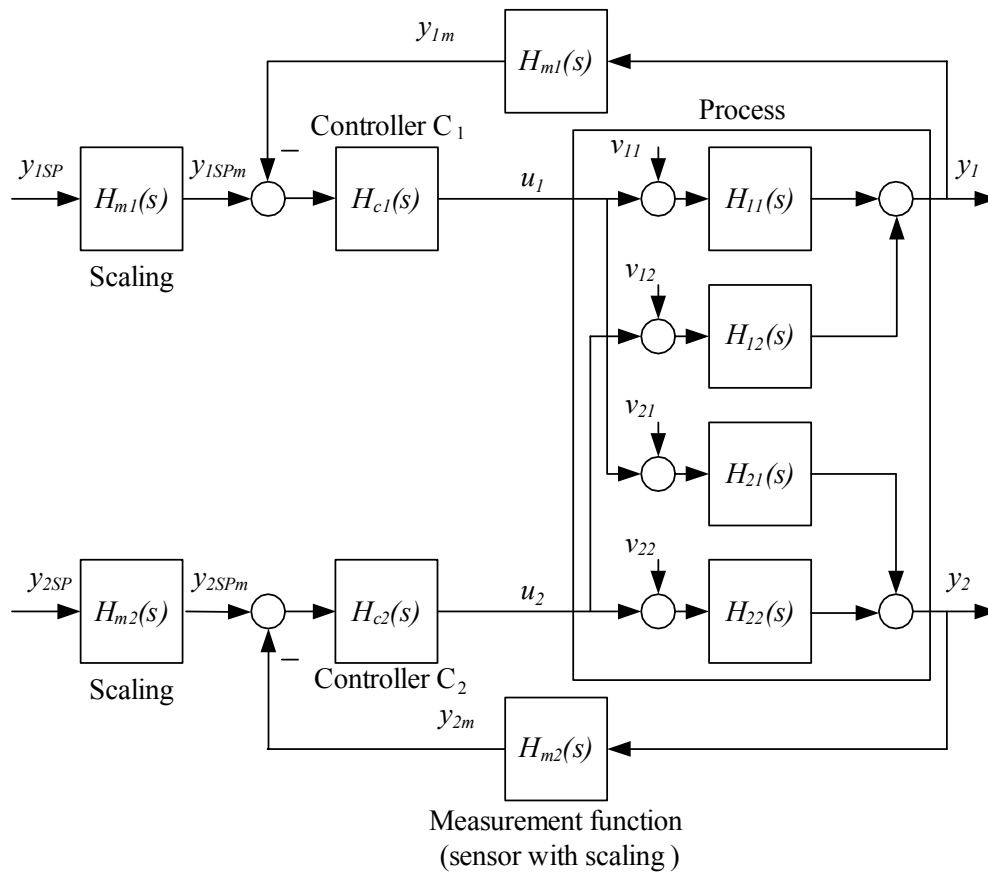 y1m
Hm1(s)
Process
Controller C1
v11
y1SP
y1SPm
u1
y1
Hm1(s)
−
Hc1(s)
H11(s)
Scaling
v12
H12(s)
v21
H21(s)
v22
y2SP
y2SPm
u2
y2
Hm2(s)
Hc2(s)
H22(s)
−
Scaling
Controller C2
y2m
Hm2(s)
Measurement function
(sensor with scaling )